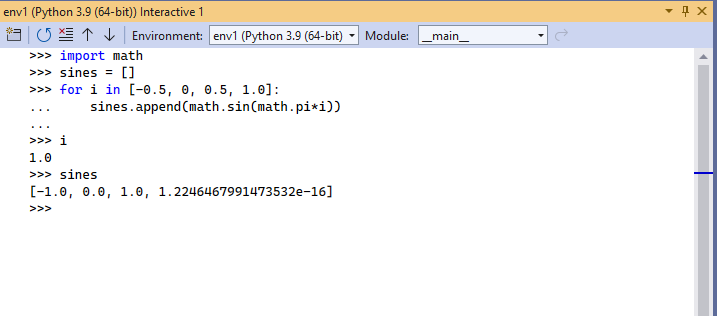 env1 (Python 3.9 (64-bit)) Interactive 1
Environment: env1 (Python 3.9 (64-bit) Module: __main__
>>> import math
>>> sines = []
>>> for i in [-0.5, 0, 0.5, 1.0]:
...     sines.append(math.sin(math.pi*i))
...
>>> i
1.0
>>> sines
[-1.0, 0.0, 1.0, 1.2246467991473532e-16]
>>>